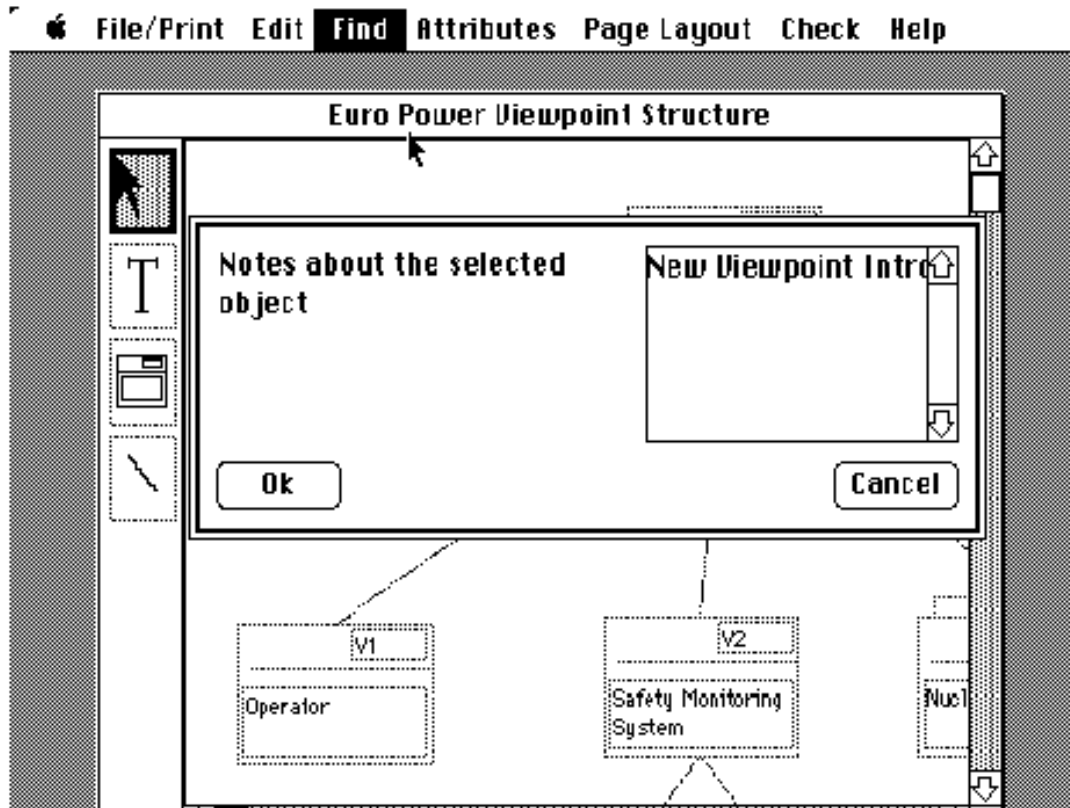 File/Print Edit Find Attributes Page Layout Check Help
Euro Power Viewpoint Structure
T
Notes about the selected
object
New Viewpoint Intro
Ok
Cancel
V1
Operator
V2
Safety Monitoring
System
Nucl